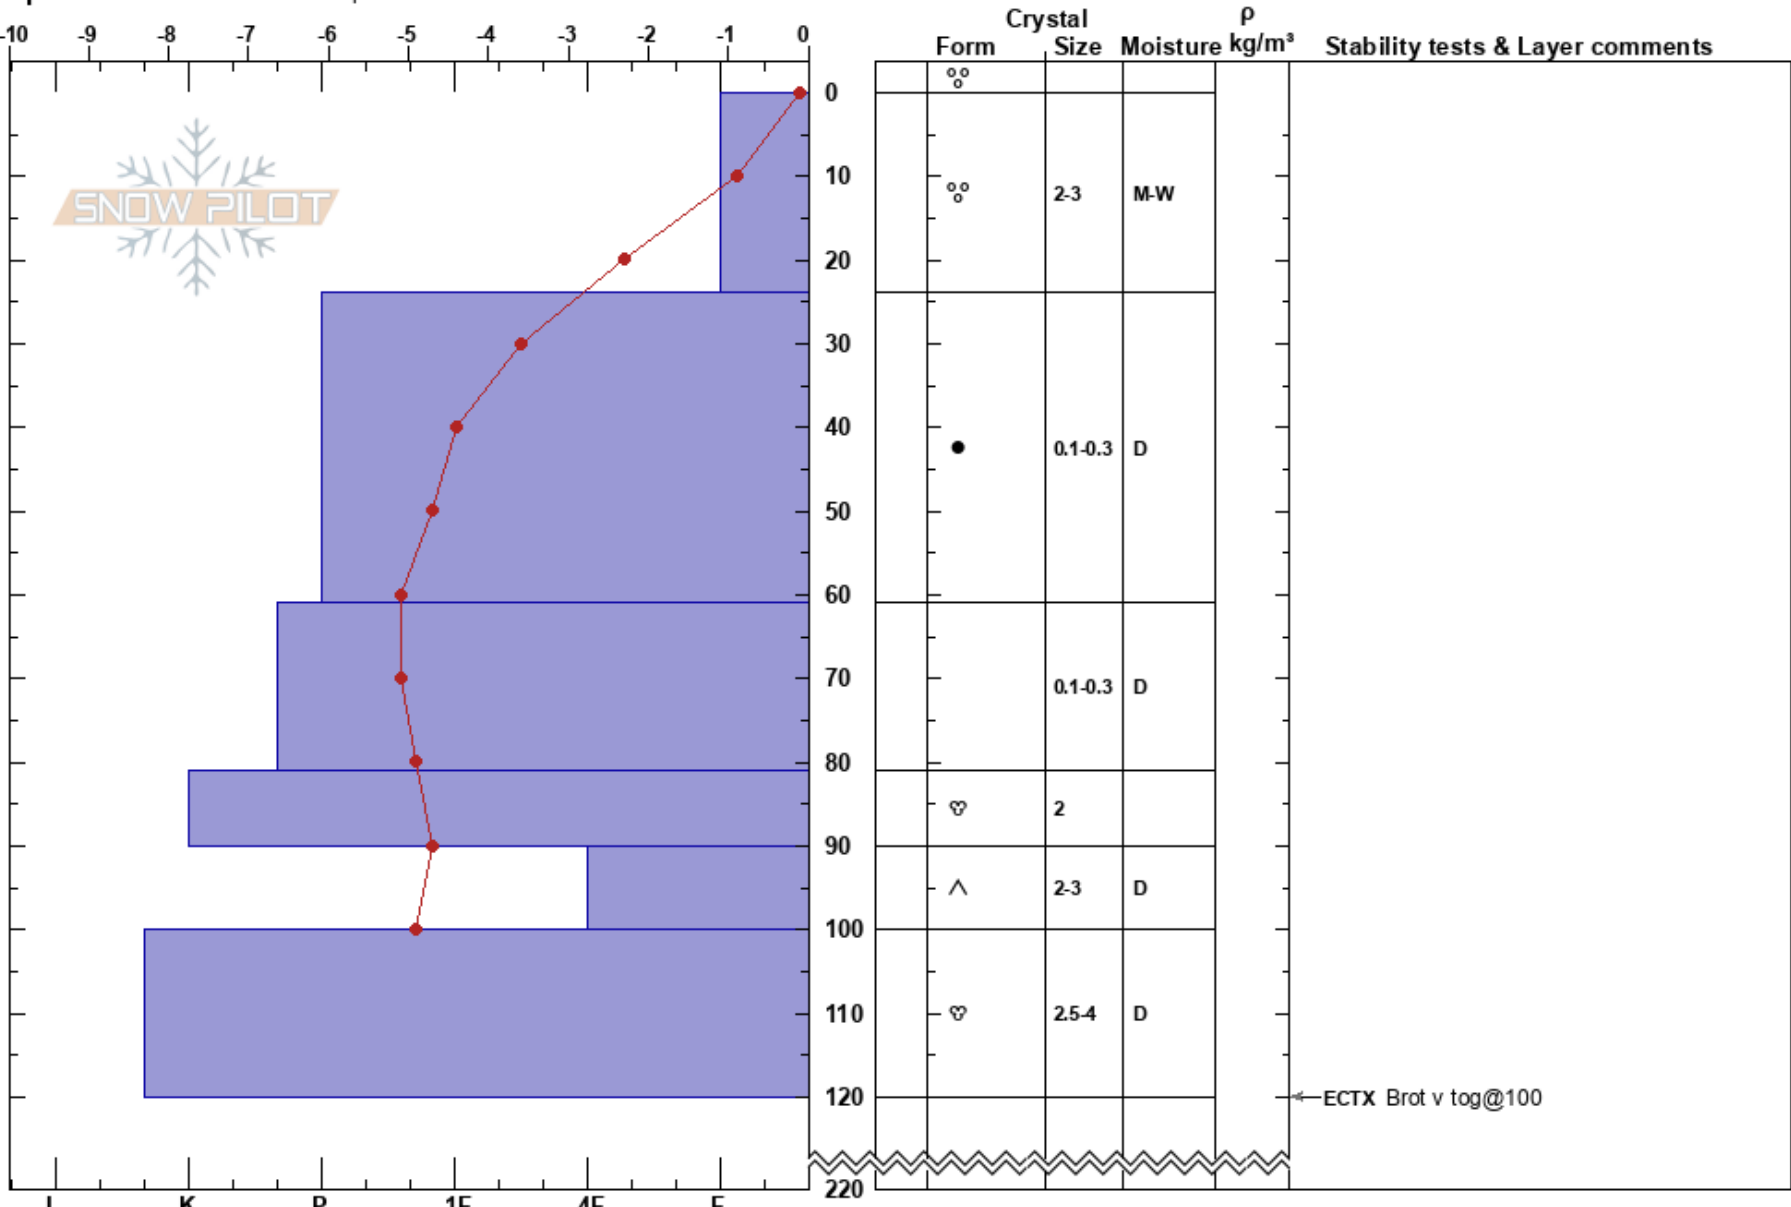 Crystal ρ
-10 -9 -8 -7 -6 -5 -4 -3 -2 -1 0 Form Size Moisture kg/m³ Stability tests & Layer comments
0
SNOW PILOT
10
2-3 M-W
20
30
40
0.1-0.3 D
50
60
70
0.1-0.3 D
80
2
90
2-3 D
100
110 2.5-4 D
120 ECTX Brot v tog@100
220
I K P 1F 4F F